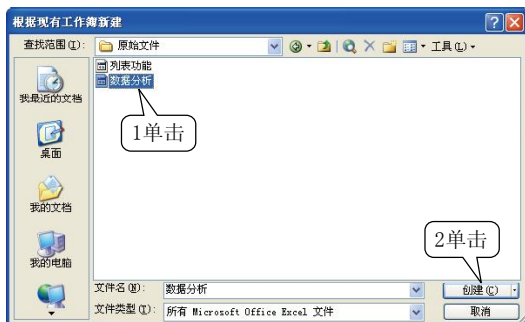 根据现有工作簿新建
查找范围(I): 原始文件 工具(L)
列表功能
数据分析
1单击
我最近的文档
桌面
我的文档
我的电脑
2单击
文件名(N): 数据分析 创建(C)
文件类型(T): 所有 Microsoft Office Excel 文件 取消